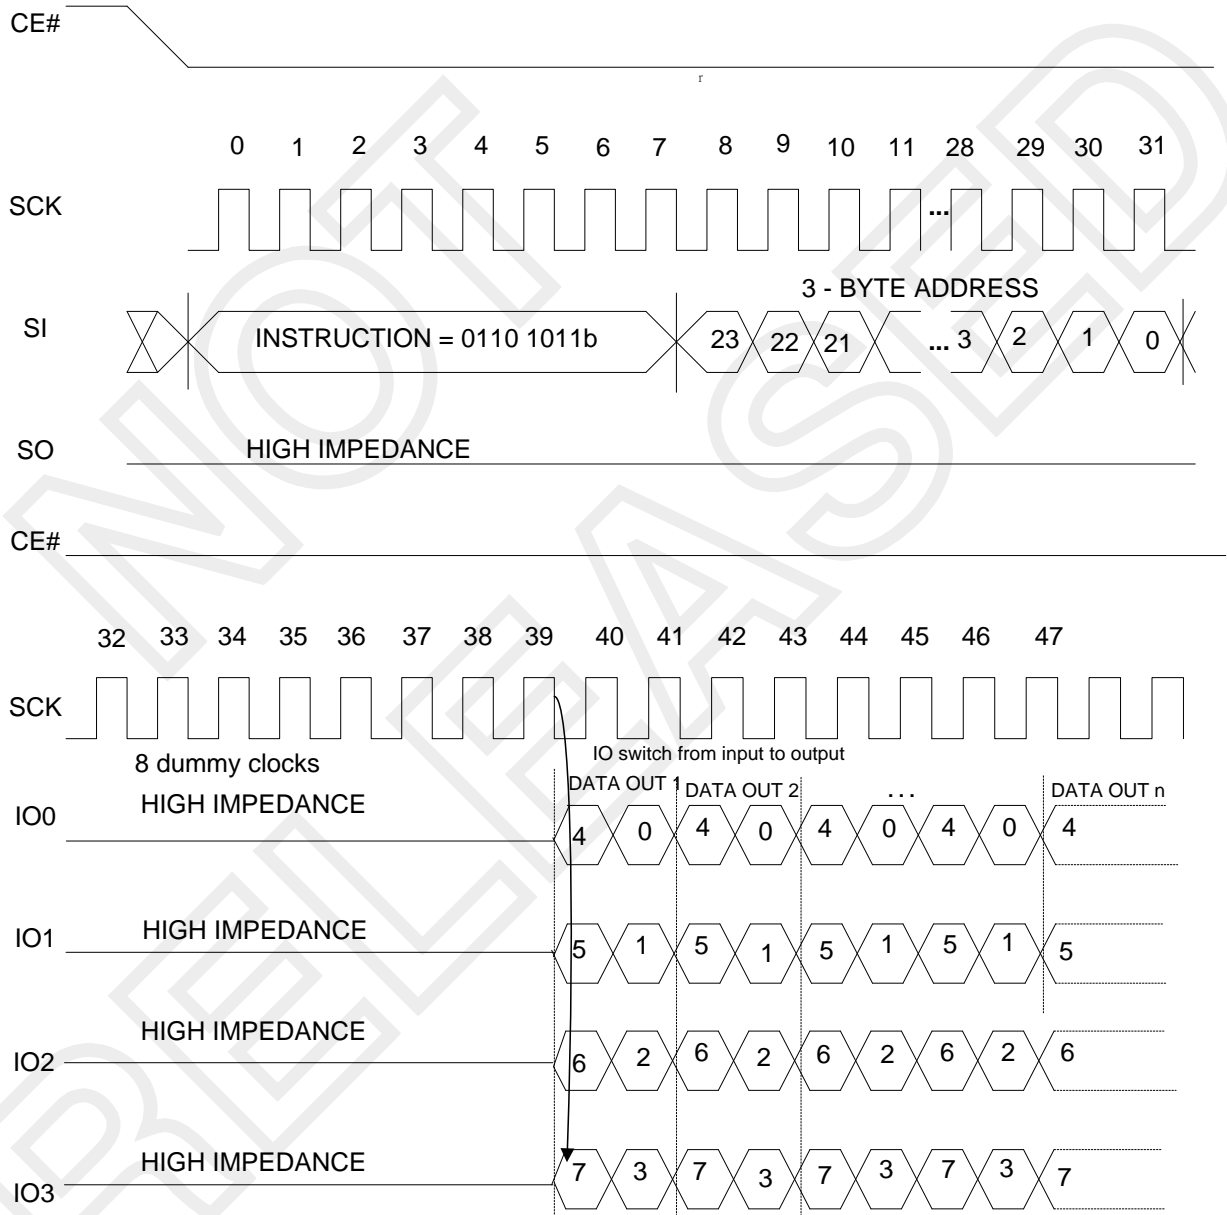 CE#
r
0 1 2 3 4 5 6 7 8 9 10 11 28 29 30 31
SCK ...
3 - BYTE ADDRESS
SI INSTRUCTION = 0110 1011b 23 22 21 ... 3 2 1 0
SO HIGH IMPEDANCE
CE#
32 33 34 35 36 37 38 39 40 41 42 43 44 45 46 47
SCK
8 dummy clocks IO switch from input to output
DATA OUT 1 DATA OUT 2 ... DATA OUT n
IO0 HIGH IMPEDANCE 4 0 4 0 4 0 4 0 4
IO1 HIGH IMPEDANCE 5 1 5 1 5 1 5 1 5
IO2 HIGH IMPEDANCE 6 2 6 2 6 2 6 2 6
IO3 HIGH IMPEDANCE 7 3 7 3 7 3 7 3 7
NOT
RELEASED